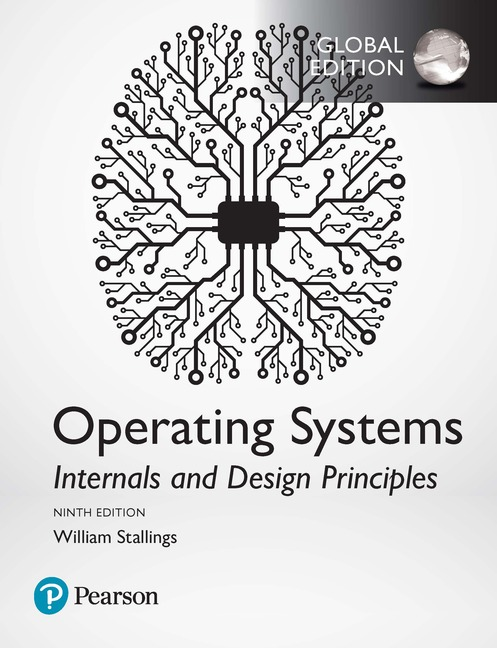 GLOBAL
EDITION
Operating Systems
Internals and Design Principles
NINTH EDITION
William Stallings
P Pearson